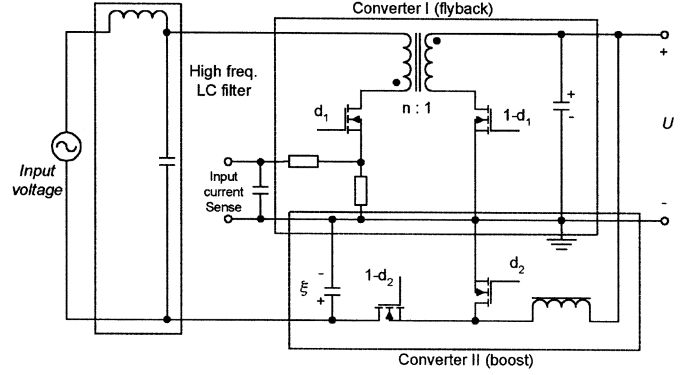 Converter I (flyback)
High freq.
LC filter
d1
n : 1
1-d1
+
-
+
U
-
Input
voltage
Input
current
Sense
ξ
-
+
1-d2
d2
Converter II (boost)